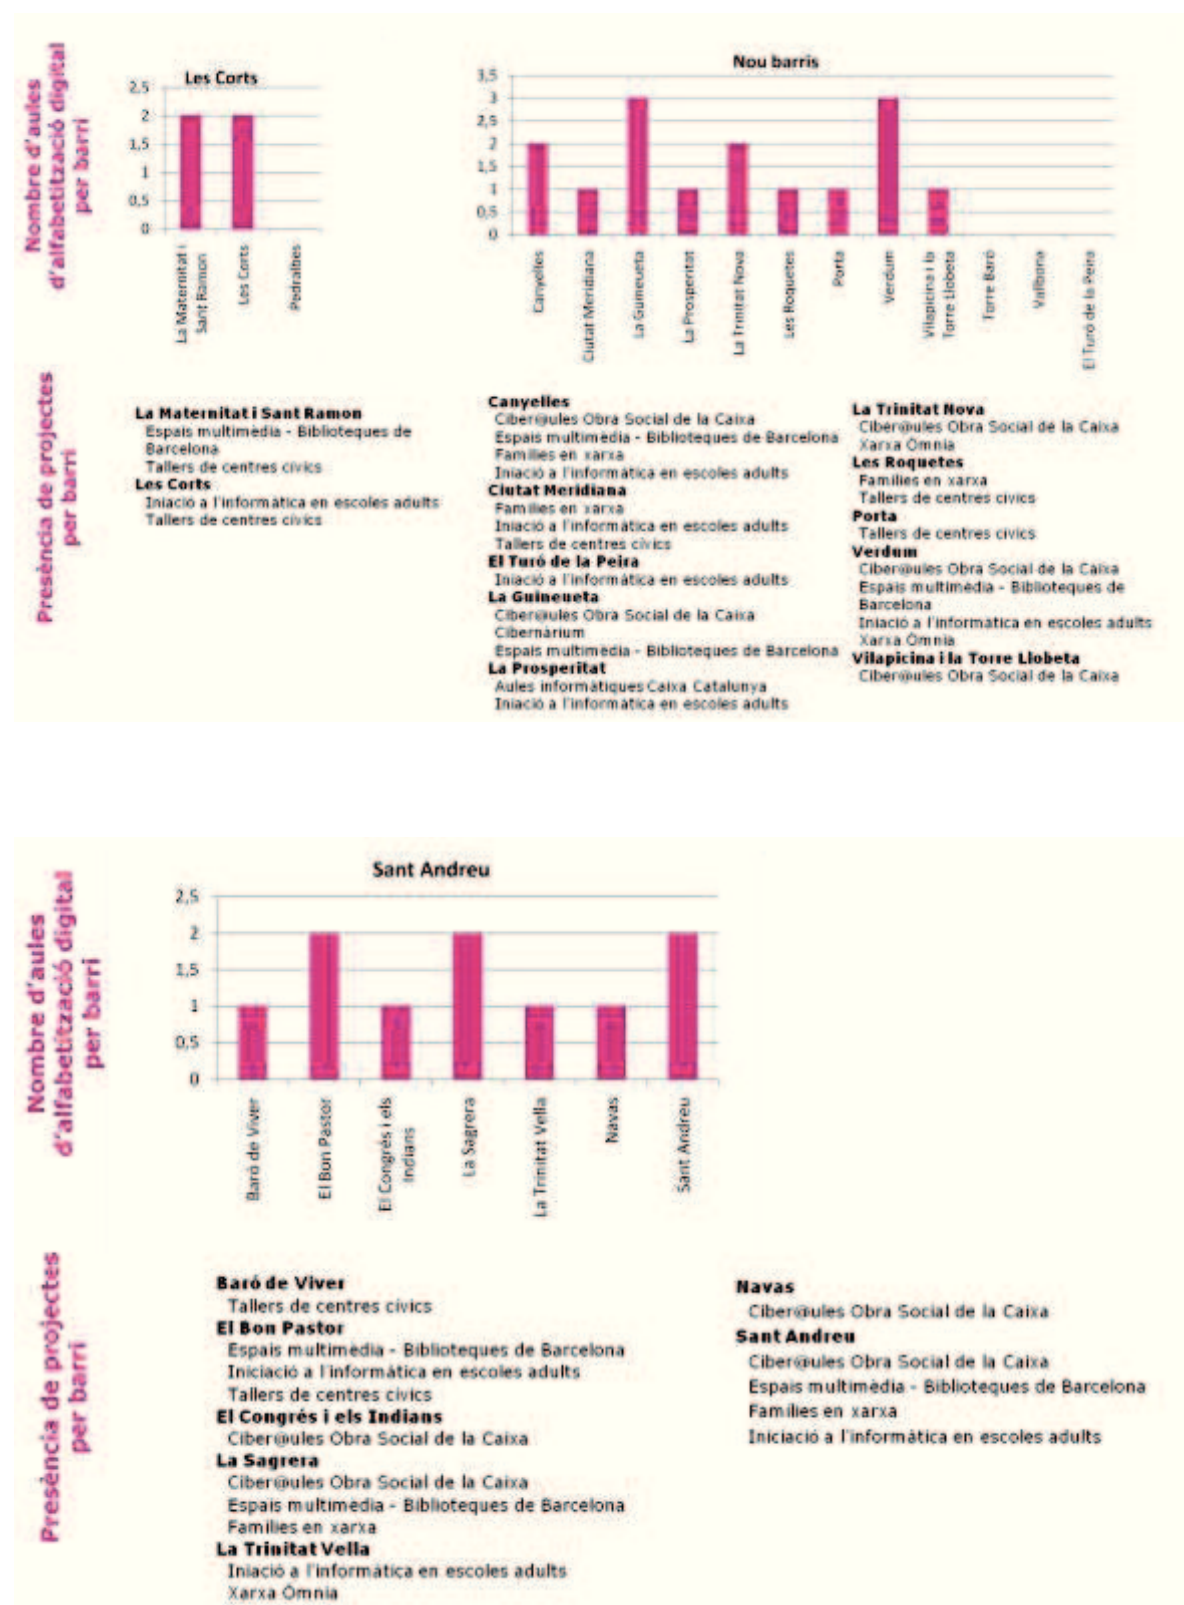 Nombre d'aules
d'alfabetització digital
per barri
Les Corts
2,5
2
1,5
1
0,5
0
La Maternitat i
Sant Ramon
Les Corts
Pedralbes
Nou barris
3,5
3
2,5
2
1,5
1
0,5
0
Canyelles
Ciutat Meridiana
La Guineueta
La Prosperitat
La Trinitat Nova
Les Roquetes
Porta
Verdum
Vilapicina i la
Torre Llobeta
Torre Baró
Vallbona
El Turó de la Peira
Presència de projectes
per barri
La Maternitat i Sant Ramon
Espais multimèdia - Biblioteques de
Barcelona
Tallers de centres cívics
Les Corts
Iniació a l'informàtica en escoles adults
Tallers de centres cívics
Canyelles
Ciber@ules Obra Social de la Caixa
Espais multimèdia - Biblioteques de Barcelona
Famílies en xarxa
Iniació a l'informàtica en escoles adults
Ciutat Meridiana
Famílies en xarxa
Iniació a l'informàtica en escoles adults
Tallers de centres cívics
El Turó de la Peira
Iniació a l'informàtica en escoles adults
La Guineueta
Ciber@ules Obra Social de la Caixa
Cibernàrium
Espais multimèdia - Biblioteques de Barcelona
La Prosperitat
Aules informàtiques Caixa Catalunya
Iniació a l'informàtica en escoles adults
La Trinitat Nova
Ciber@ules Obra Social de la Caixa
Xarxa Òmnia
Les Roquetes
Famílies en xarxa
Tallers de centres cívics
Porta
Tallers de centres cívics
Verdum
Ciber@ules Obra Social de la Caixa
Espais multimèdia - Biblioteques de
Barcelona
Iniació a l'informàtica en escoles adults
Xarxa Òmnia
Vilapicina i la Torre Llobeta
Ciber@ules Obra Social de la Caixa
Nombre d'aules
d'alfabetització digital
per barri
Sant Andreu
2,5
2
1,5
1
0,5
0
Baró de Viver
El Bon Pastor
El Congrés i els
Indians
La Sagrera
La Trinitat Vella
Navas
Sant Andreu
Presència de projectes
per barri
Baró de Viver
Tallers de centres cívics
El Bon Pastor
Espais multimèdia - Biblioteques de Barcelona
Iniciació a l'informàtica en escoles adults
Tallers de centres cívics
El Congrés i els Indians
Ciber@ules Obra Social de la Caixa
La Sagrera
Ciber@ules Obra Social de la Caixa
Espais multimèdia - Biblioteques de Barcelona
Famílies en xarxa
La Trinitat Vella
Iniació a l'informàtica en escoles adults
Xarxa Òmnia
Navas
Ciber@ules Obra Social de la Caixa
Sant Andreu
Ciber@ules Obra Social de la Caixa
Espais multimèdia - Biblioteques de Barcelona
Famílies en xarxa
Iniciació a l'informàtica en escoles adults